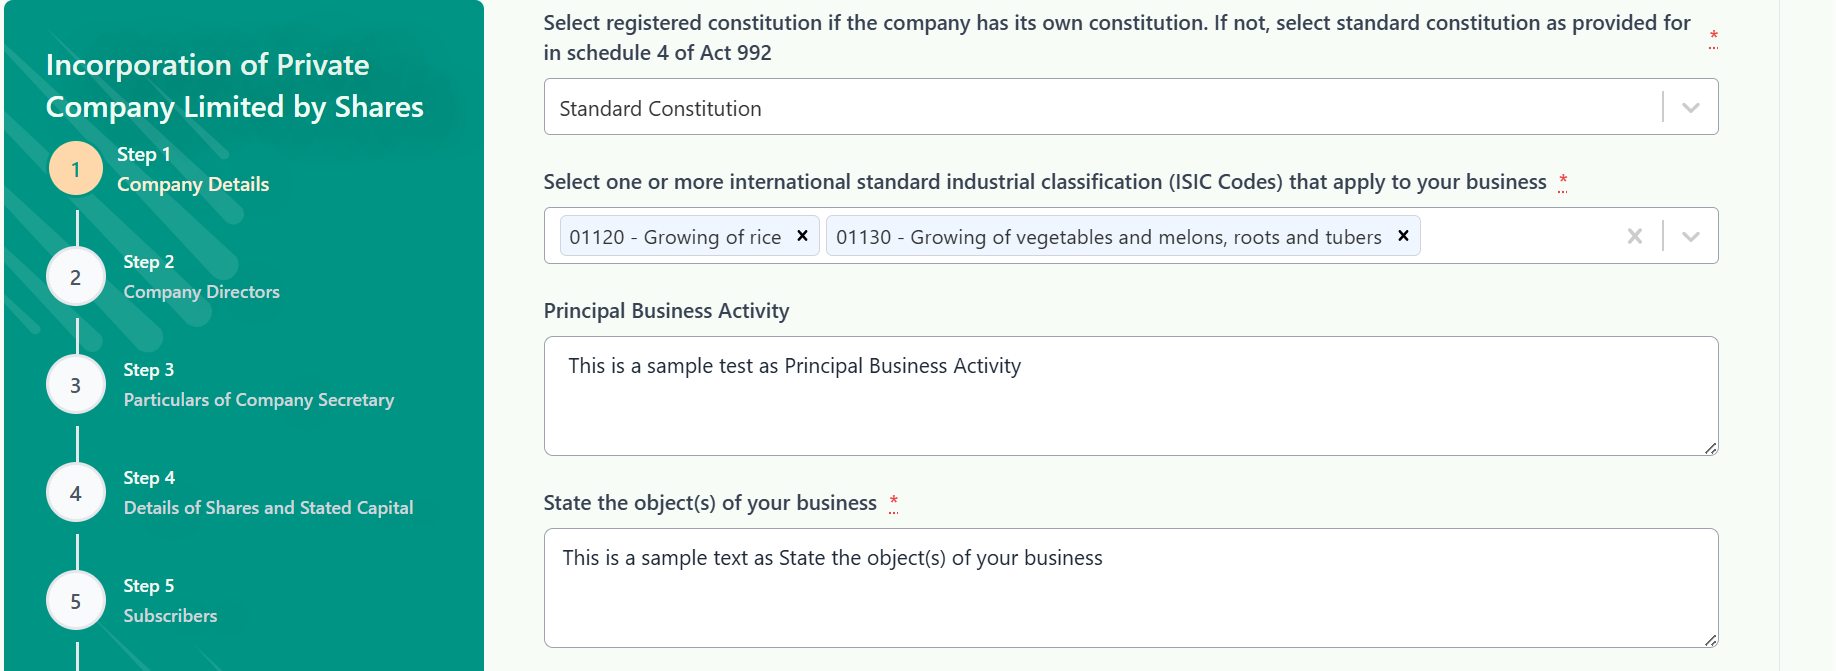 Incorporation of Private
Company Limited by Shares
1
Step 1
Company Details
2
Step 2
Company Directors
3
Step 3
Particulars of Company Secretary
4
Step 4
Details of Shares and Stated Capital
5
Step 5
Subscribers
Select registered constitution if the company has its own constitution. If not, select standard constitution as provided for
in schedule 4 of Act 992 *
Standard Constitution
Select one or more international standard industrial classification (ISIC Codes) that apply to your business *
01120 - Growing of rice × 01130 - Growing of vegetables and melons, roots and tubers ×
Principal Business Activity
This is a sample test as Principal Business Activity
State the object(s) of your business *
This is a sample text as State the object(s) of your business